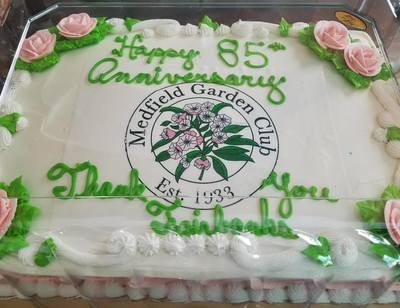 Happy 85th
Anniversary
Medfield Garden Club
Est. 1933
Thank You
Fairbanks